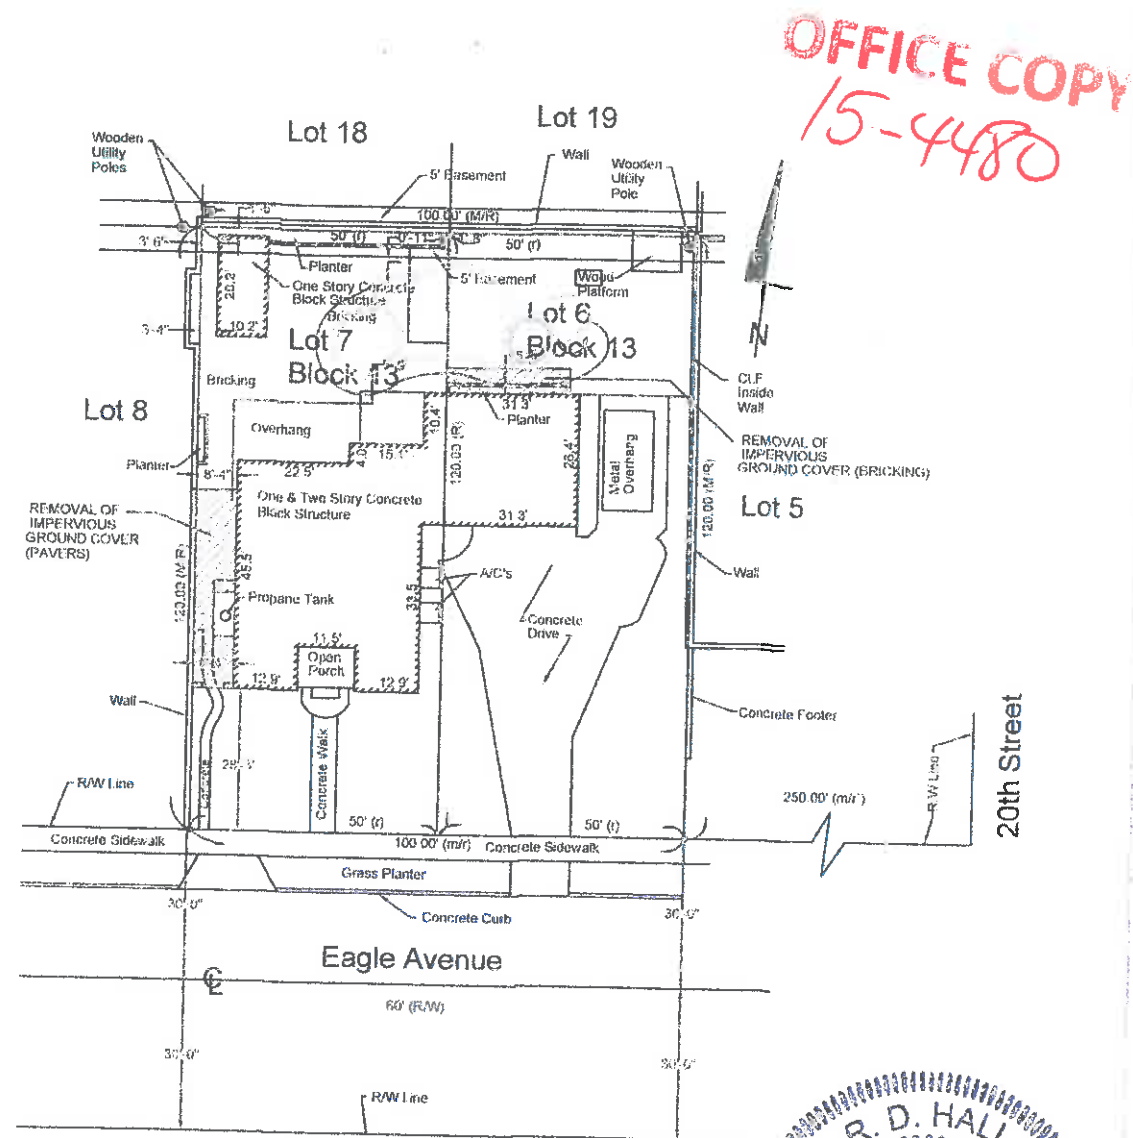 OFFICE COPY
15-4480
Lot 18
Lot 19
Wooden
Utility
Poles
Wall
Wooden
Utility
Pole
5' Easement
100.00' (M/R)
50' (r)
50' (r)
3' 6"
Planter
5' Easement
One Story Concrete
Block Structure
Bricking
20.2'
10.2'
Wood
Platform
Lot 6
Block 13
Lot 7
Block 13
N
Bricking
CLF
Inside
Wall
Lot 8
Overhang
31.3'
Planter
10.4'
120.00 (R)
4.0'
15.1'
28.4'
Metal
Overhang
REMOVAL OF
IMPERVIOUS
GROUND COVER (BRICKING)
Planter
8'-4"
22.5'
120.00 (M/R)
Lot 5
One & Two Story Concrete
Block Structure
31.3'
REMOVAL OF
IMPERVIOUS
GROUND COVER
(PAVERS)
45.5'
120.00 (M/R)
A/C's
Wall
Propane Tank
33.5
Concrete
Drive
11.5'
Open
Porch
12.9'
12.9'
Wall
Concrete Footer
Concrete Walk
Concrete
20th Street
R/W Line
R/W Line
250.00' (m/r)
50' (r)
50' (r)
Concrete Sidewalk
100.00' (m/r)
Concrete Sidewalk
Grass Planter
30'-0"
30'-0"
Concrete Curb
Eagle Avenue
CL
60' (R/W)
30'-0"
30'-0"
R/W Line
R. D. HALL